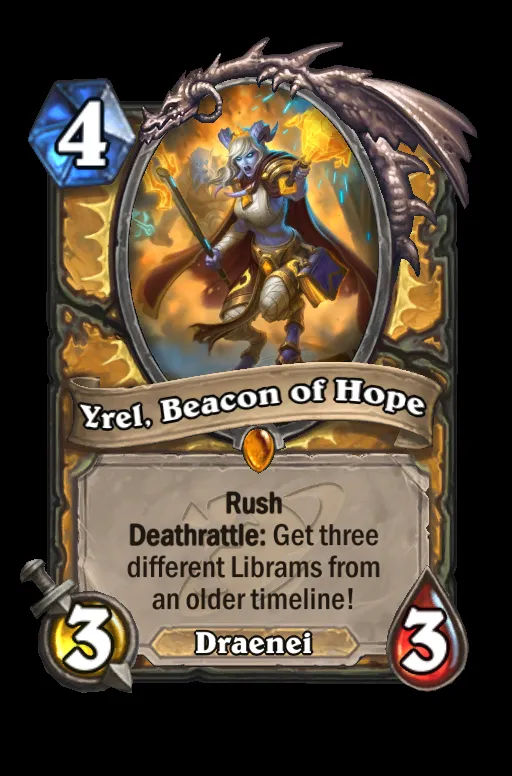 4
Yrel, Beacon of Hope
Rush
Deathrattle: Get three
different Librams from
an older timeline!
3
Draenei
3